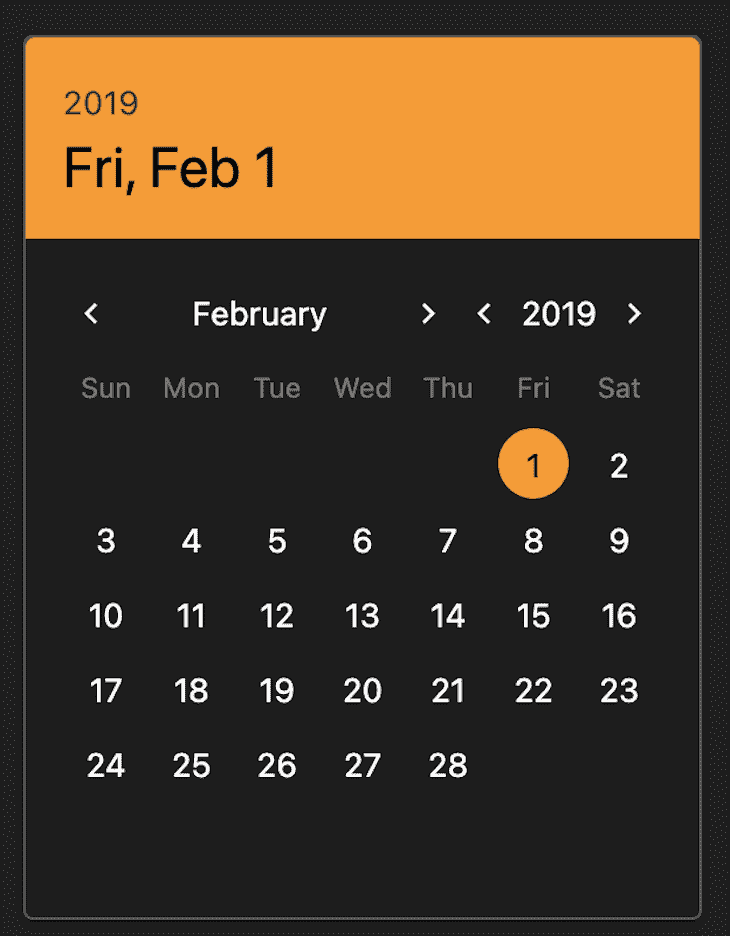 2019
Fri, Feb 1
February 2019
Sun Mon Tue Wed Thu Fri Sat
1 2
3 4 5 6 7 8 9
10 11 12 13 14 15 16
17 18 19 20 21 22 23
24 25 26 27 28